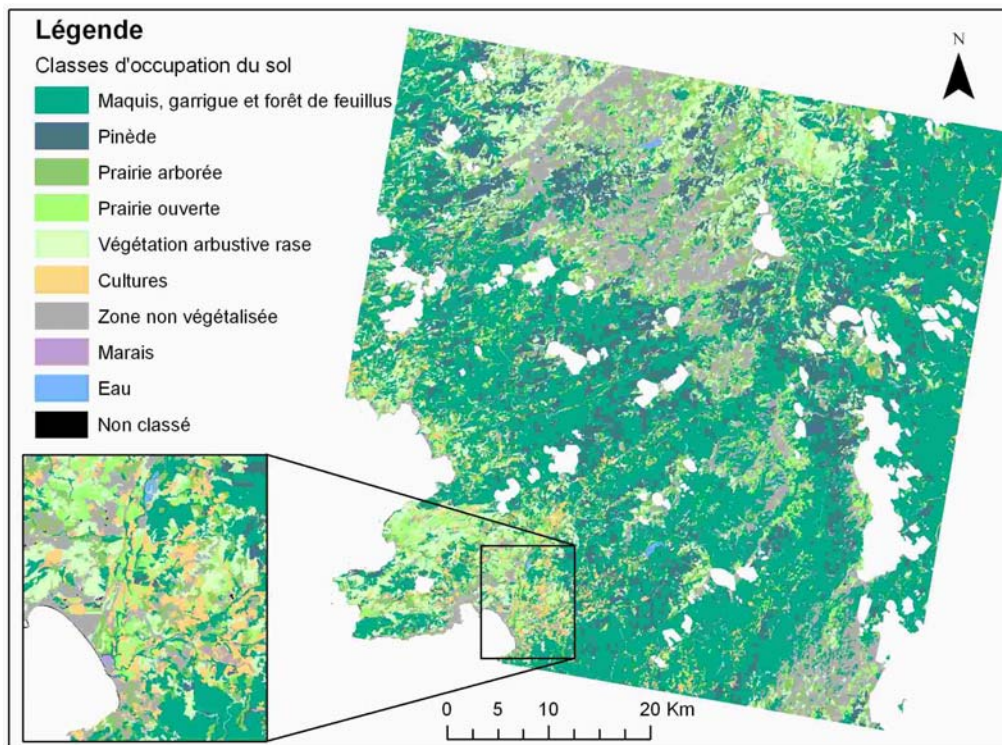 Légende
Classes d'occupation du sol
Maquis, garrigue et forêt de feuillus
Pinède
Prairie arborée
Prairie ouverte
Végétation arbustive rase
Cultures
Zone non végétalisée
Marais
Eau
Non classé
N
0 5 10 20 Km